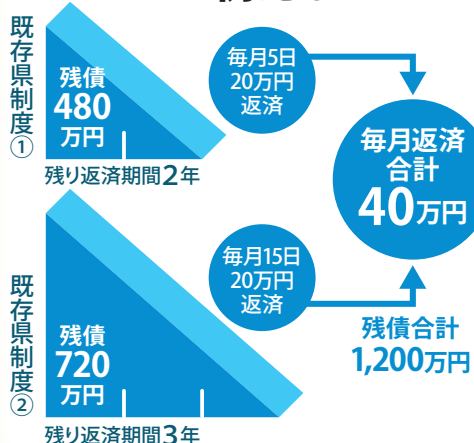 既存県制度①
残債
480
万円
残り返済期間2年
毎月5日
20万円
返済
毎月返済
合計
40万円
既存県制度②
残債
720
万円
残り返済期間3年
毎月15日
20万円
返済
残債合計
1,200万円